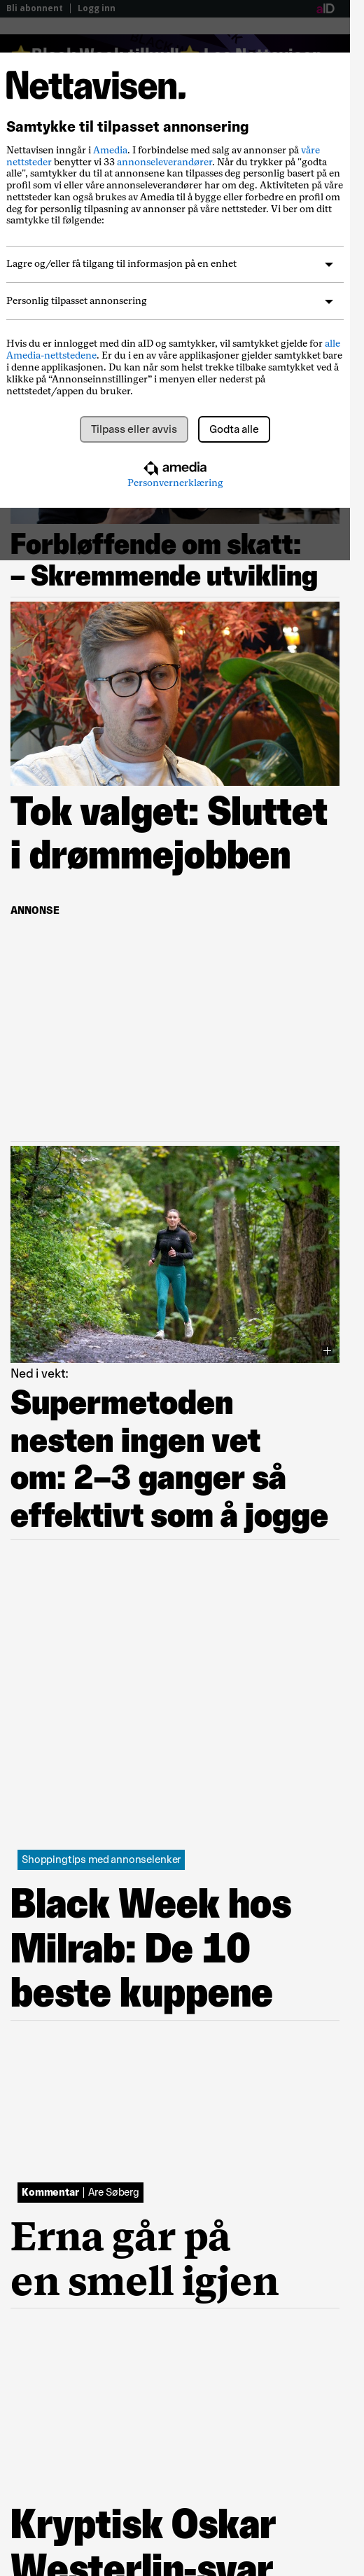 Bli abonnent | Logg inn
aID
Nettavisen.
Samtykke til tilpasset annonsering
Nettavisen inngår i Amedia. I forbindelse med salg av annonser på våre
nettsteder benytter vi 33 annonseleverandører. Når du trykker på "godta
alle", samtykker du til at annonsene kan tilpasses deg personlig basert på en
profil som vi eller våre annonseleverandører har om deg. Aktiviteten på våre
nettsteder kan også brukes av Amedia til å bygge eller forbedre en profil om
deg for personlig tilpasning av annonser på våre nettsteder. Vi ber om ditt
samtykke til følgende:
Lagre og/eller få tilgang til informasjon på en enhet
Personlig tilpasset annonsering
Hvis du er innlogget med din aID og samtykker, vil samtykket gjelde for alle
Amedia-nettstedene. Er du i en av våre applikasjoner gjelder samtykket bare
i denne applikasjonen. Du kan når som helst trekke tilbake samtykket ved å
klikke på “Annonseinnstillinger” i menyen eller nederst på
nettstedet/appen du bruker.
Tilpass eller avvis
Godta alle
amedia
Personvernerklæring
Forbløffende om skatt:
– Skremmende utvikling
Tok valget: Sluttet
i drømmejobben
ANNONSE
Ned i vekt:
Supermetoden
nesten ingen vet
om: 2–3 ganger så
effektivt som å jogge
Shoppingtips med annonselenker
Black Week hos
Milrab: De 10
beste kuppene
Kommentar | Are Søberg
Erna går på
en smell igjen
Kryptisk Oskar
Westerlin-svar